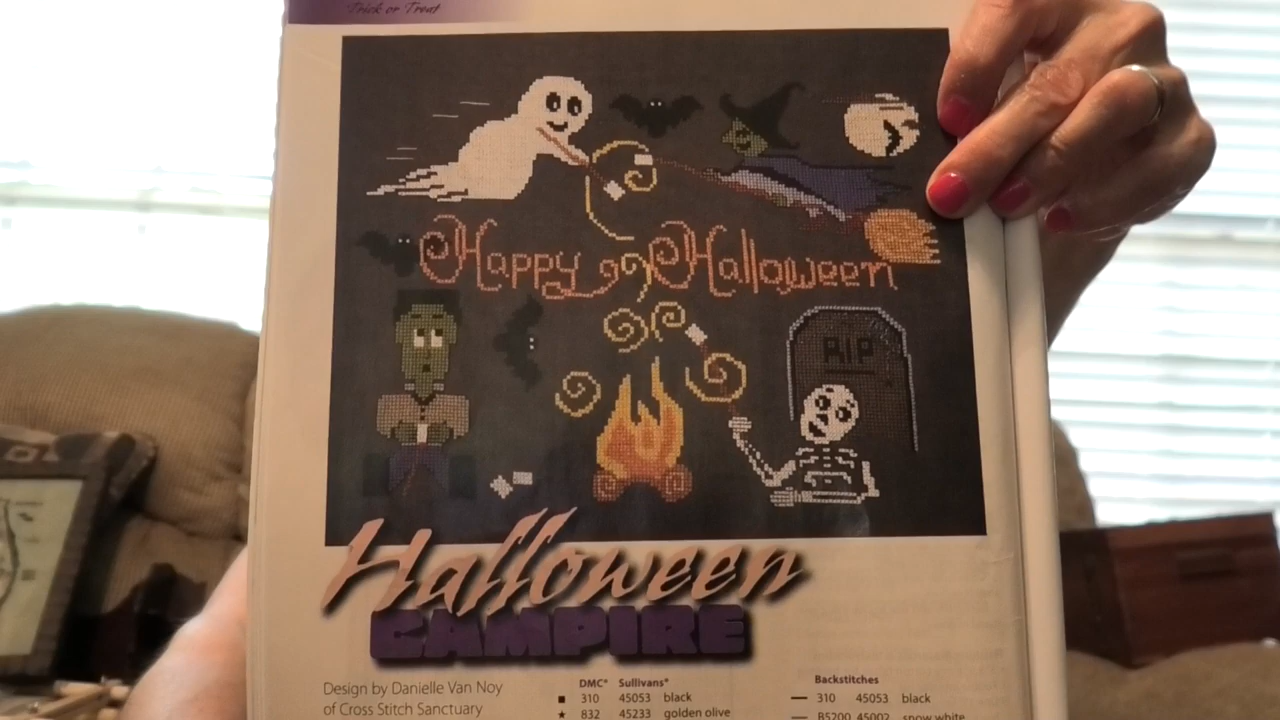 Trick or Treat
Happy Halloween
RIP
Halloween
CAMPIRE
Design by Danielle Van Noy
of Cross Stitch Sanctuary
DMC* Sullivans*
■ 310 45053 black
★ 832 45233 golden olive
Backstitches
— 310 45053 black
— B5200 45002 snow white